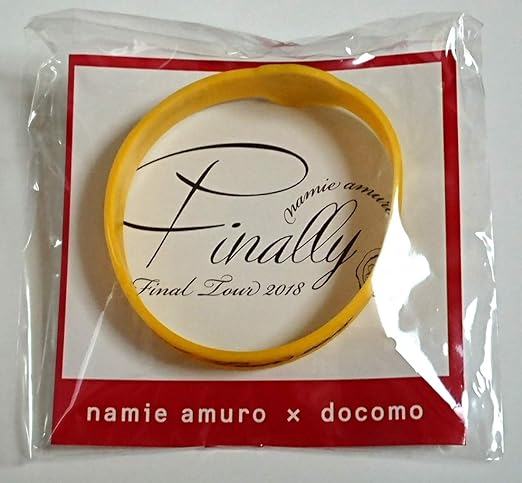 namie amuro
Finally
Final Tour 2018
namie amuro × docomo